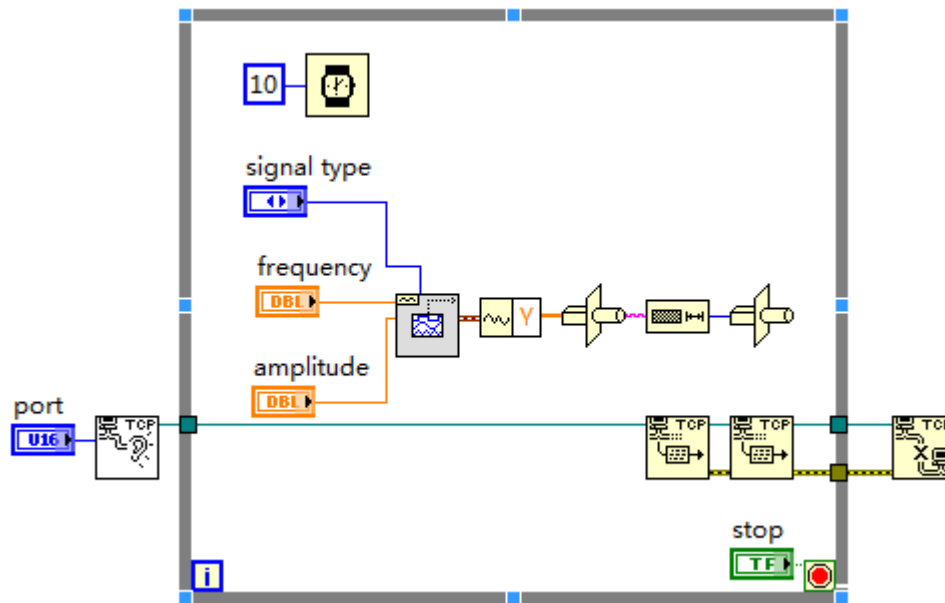 10
signal type
frequency
DBL
Y
amplitude
DBL
port
U16
TCP
TCP
TCP
TCP
stop
TF
i